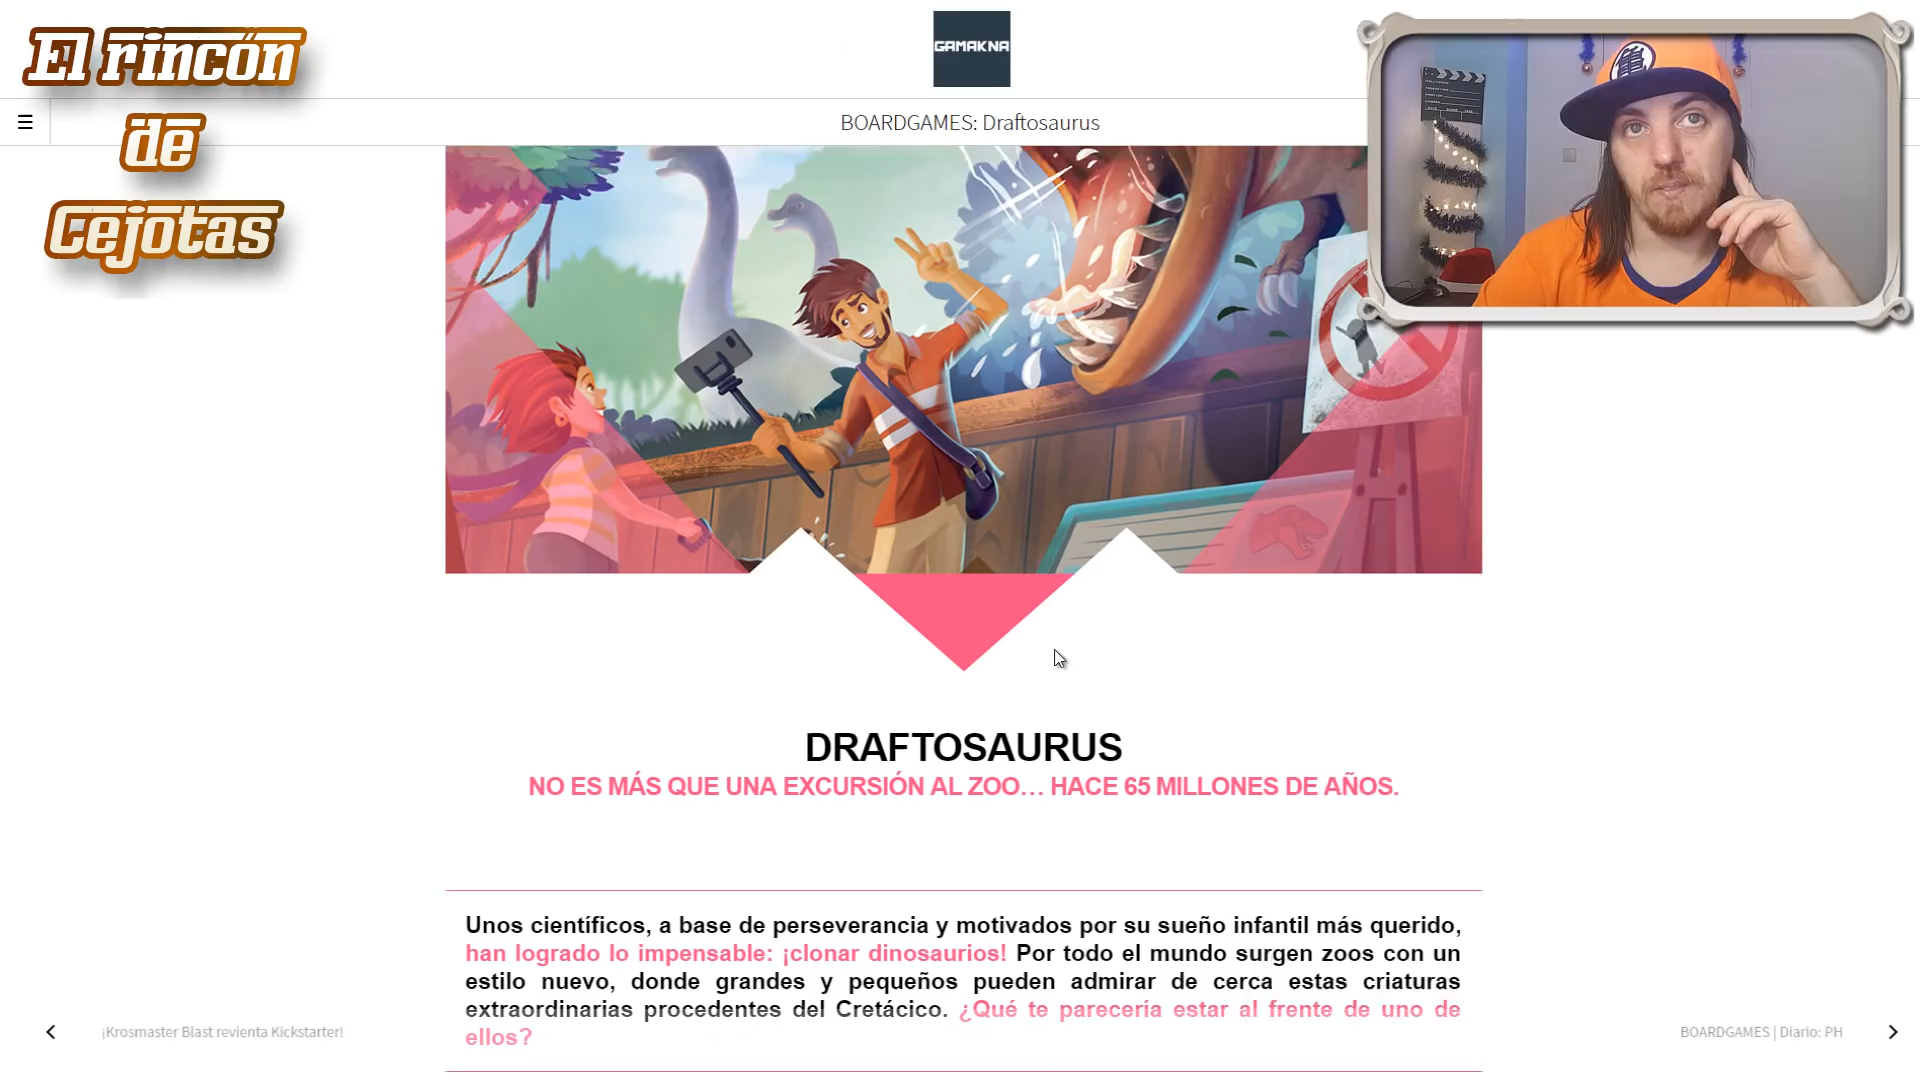 El rincón
de
Cejotas
GAMAKNA
BOARDGAMES: Draftosaurus
DRAFTOSAURUS
NO ES MÁS QUE UNA EXCURSIÓN AL ZOO… HACE 65 MILLONES DE AÑOS.
Unos científicos, a base de perseverancia y motivados por su sueño infantil más querido,
han logrado lo impensable: ¡clonar dinosaurios! Por todo el mundo surgen zoos con un
estilo nuevo, donde grandes y pequeños pueden admirar de cerca estas criaturas
extraordinarias procedentes del Cretácico. ¿Qué te parecería estar al frente de uno de
ellos?
¡Krosmaster Blast revienta Kickstarter!
BOARDGAMES | Diario: PH